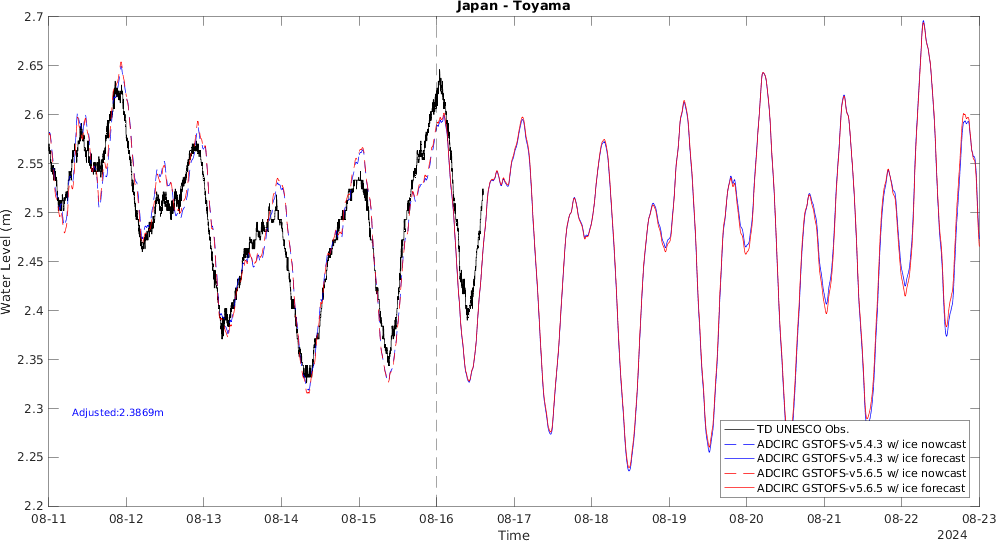 Japan - Toyama
2.7
2.65
2.6
2.55
2.5
2.45
2.4
2.35
2.3
2.25
2.2
Water Level (m)
Adjusted:2.3869m
TD UNESCO Obs.
ADCIRC GSTOFS-v5.4.3 w/ ice nowcast
ADCIRC GSTOFS-v5.4.3 w/ ice forecast
ADCIRC GSTOFS-v5.6.5 w/ ice nowcast
ADCIRC GSTOFS-v5.6.5 w/ ice forecast
08-11 08-12 08-13 08-14 08-15 08-16 08-17 08-18 08-19 08-20 08-21 08-22 08-23
Time
2024